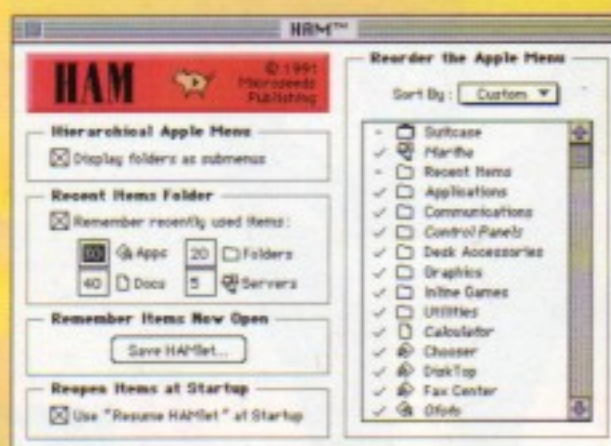 HAM™
HAM
© 1991
Microseeds
Publishing
Hierarchical Apple Menu
Display folders as submenus
Recent Items Folder
Remember recently used items:
Apps 20 Folders
40 Docs 5 Servers
Remember Items Now Open
Save HAMlet...
Reopen Items at Startup
Use "Resume HAMlet" at Startup
Reorder the Apple Menu
Sort By: Custom
Suitcase
Martha
Recent Items
Applications
Communications
Control Panels
Desk Accessories
Graphics
Inline Games
Utilities
Calculator
Chooser
DiskTop
Fax Center
Ofoto